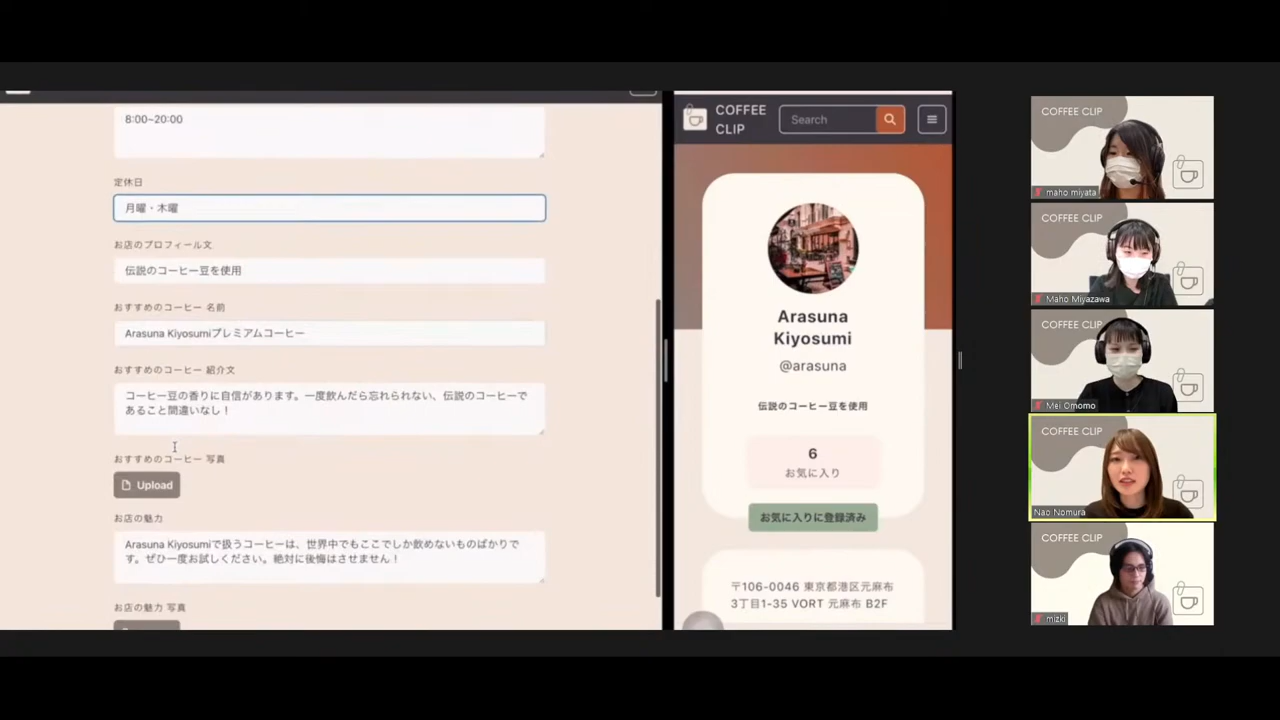 8:00~20:00
定休日
月曜・木曜
お店のプロフィール文
伝説のコーヒー豆を使用
おすすめのコーヒー 名前
Arasuna Kiyosumiプレミアムコーヒー
おすすめのコーヒー 紹介文
コーヒー豆の香りに自信があります。一度飲んだら忘れられない、伝説のコーヒーで
あること間違いなし！
おすすめのコーヒー 写真
Upload
お店の魅力
Arasuna Kiyosumiで扱うコーヒーは、世界中でもここでしか飲めないものばかりで
す。ぜひ一度お試しください。絶対に後悔はさせません！
お店の魅力 写真
COFFEE
CLIP
Search
Arasuna
Kiyosumi
@arasuna
伝説のコーヒー豆を使用
6
お気に入り
お気に入りに登録済み
〒106-0046 東京都港区元麻布
3丁目1-35 VORT 元麻布 B2F
COFFEE CLIP
maho miyata
COFFEE CLIP
Maho Miyazawa
COFFEE CLIP
Mei Omomo
COFFEE CLIP
Nao Nomura
COFFEE CLIP
mizki